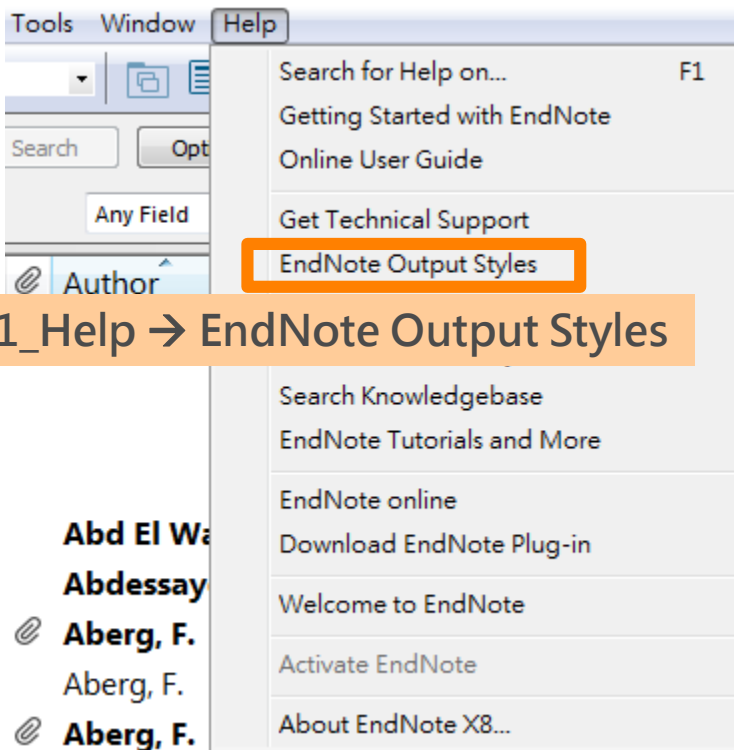 Tools Window Help
Search for Help on... F1
Getting Started with EndNote
Search Opt
Online User Guide
Any Field
Get Technical Support
EndNote Output Styles
Author
1_Help → EndNote Output Styles
Search Knowledgebase
EndNote Tutorials and More
EndNote online
Abd El Wa
Download EndNote Plug-in
Abdessay
Welcome to EndNote
Aberg, F.
Activate EndNote
Aberg, F.
About EndNote X8...
Aberg, F.